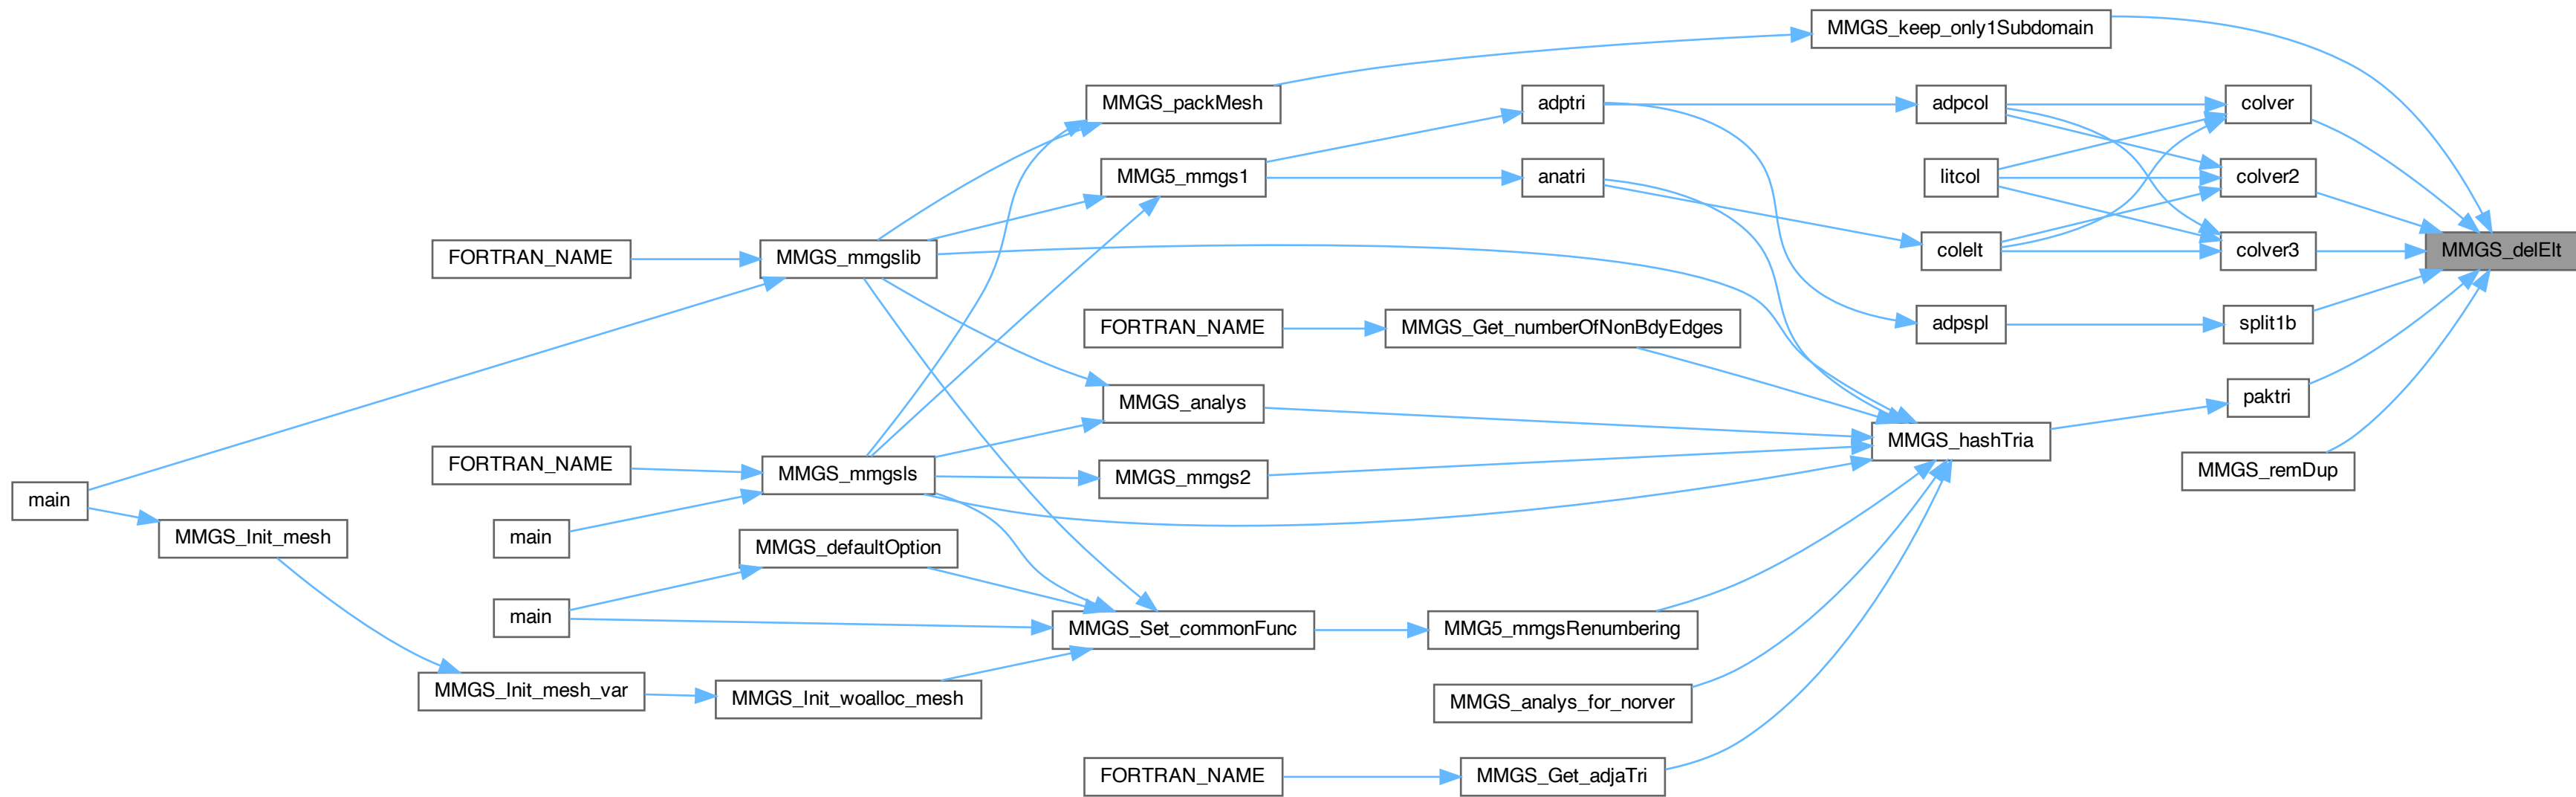 MMGS_keep_only1Subdomain
MMGS_packMesh
adptri
adpcol
colver
MMG5_mmgs1
anatri
litcol
colver2
FORTRAN_NAME
MMGS_mmgslib
colelt
colver3
MMGS_delElt
FORTRAN_NAME
MMGS_Get_numberOfNonBdyEdges
adpspl
split1b
MMGS_analys
paktri
MMGS_hashTria
FORTRAN_NAME
MMGS_mmgsls
MMGS_mmgs2
MMGS_remDup
main
MMGS_Init_mesh
main
MMGS_defaultOption
main
MMGS_Set_commonFunc
MMG5_mmgsRenumbering
MMGS_Init_mesh_var
MMGS_Init_woalloc_mesh
MMGS_analys_for_norver
FORTRAN_NAME
MMGS_Get_adjaTri